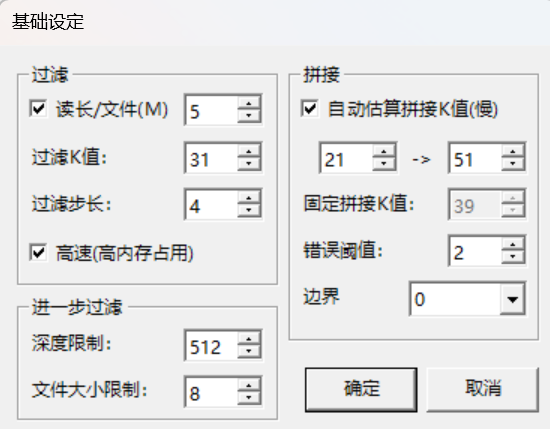 基础设定
过滤
读长/文件(M) 5
过滤K值: 31
过滤步长: 4
高速(高内存占用)
进一步过滤
深度限制: 512
文件大小限制: 8
拼接
自动估算拼接K值(慢)
21 -> 51
固定拼接K值: 39
错误阈值: 2
边界 0
确定 取消